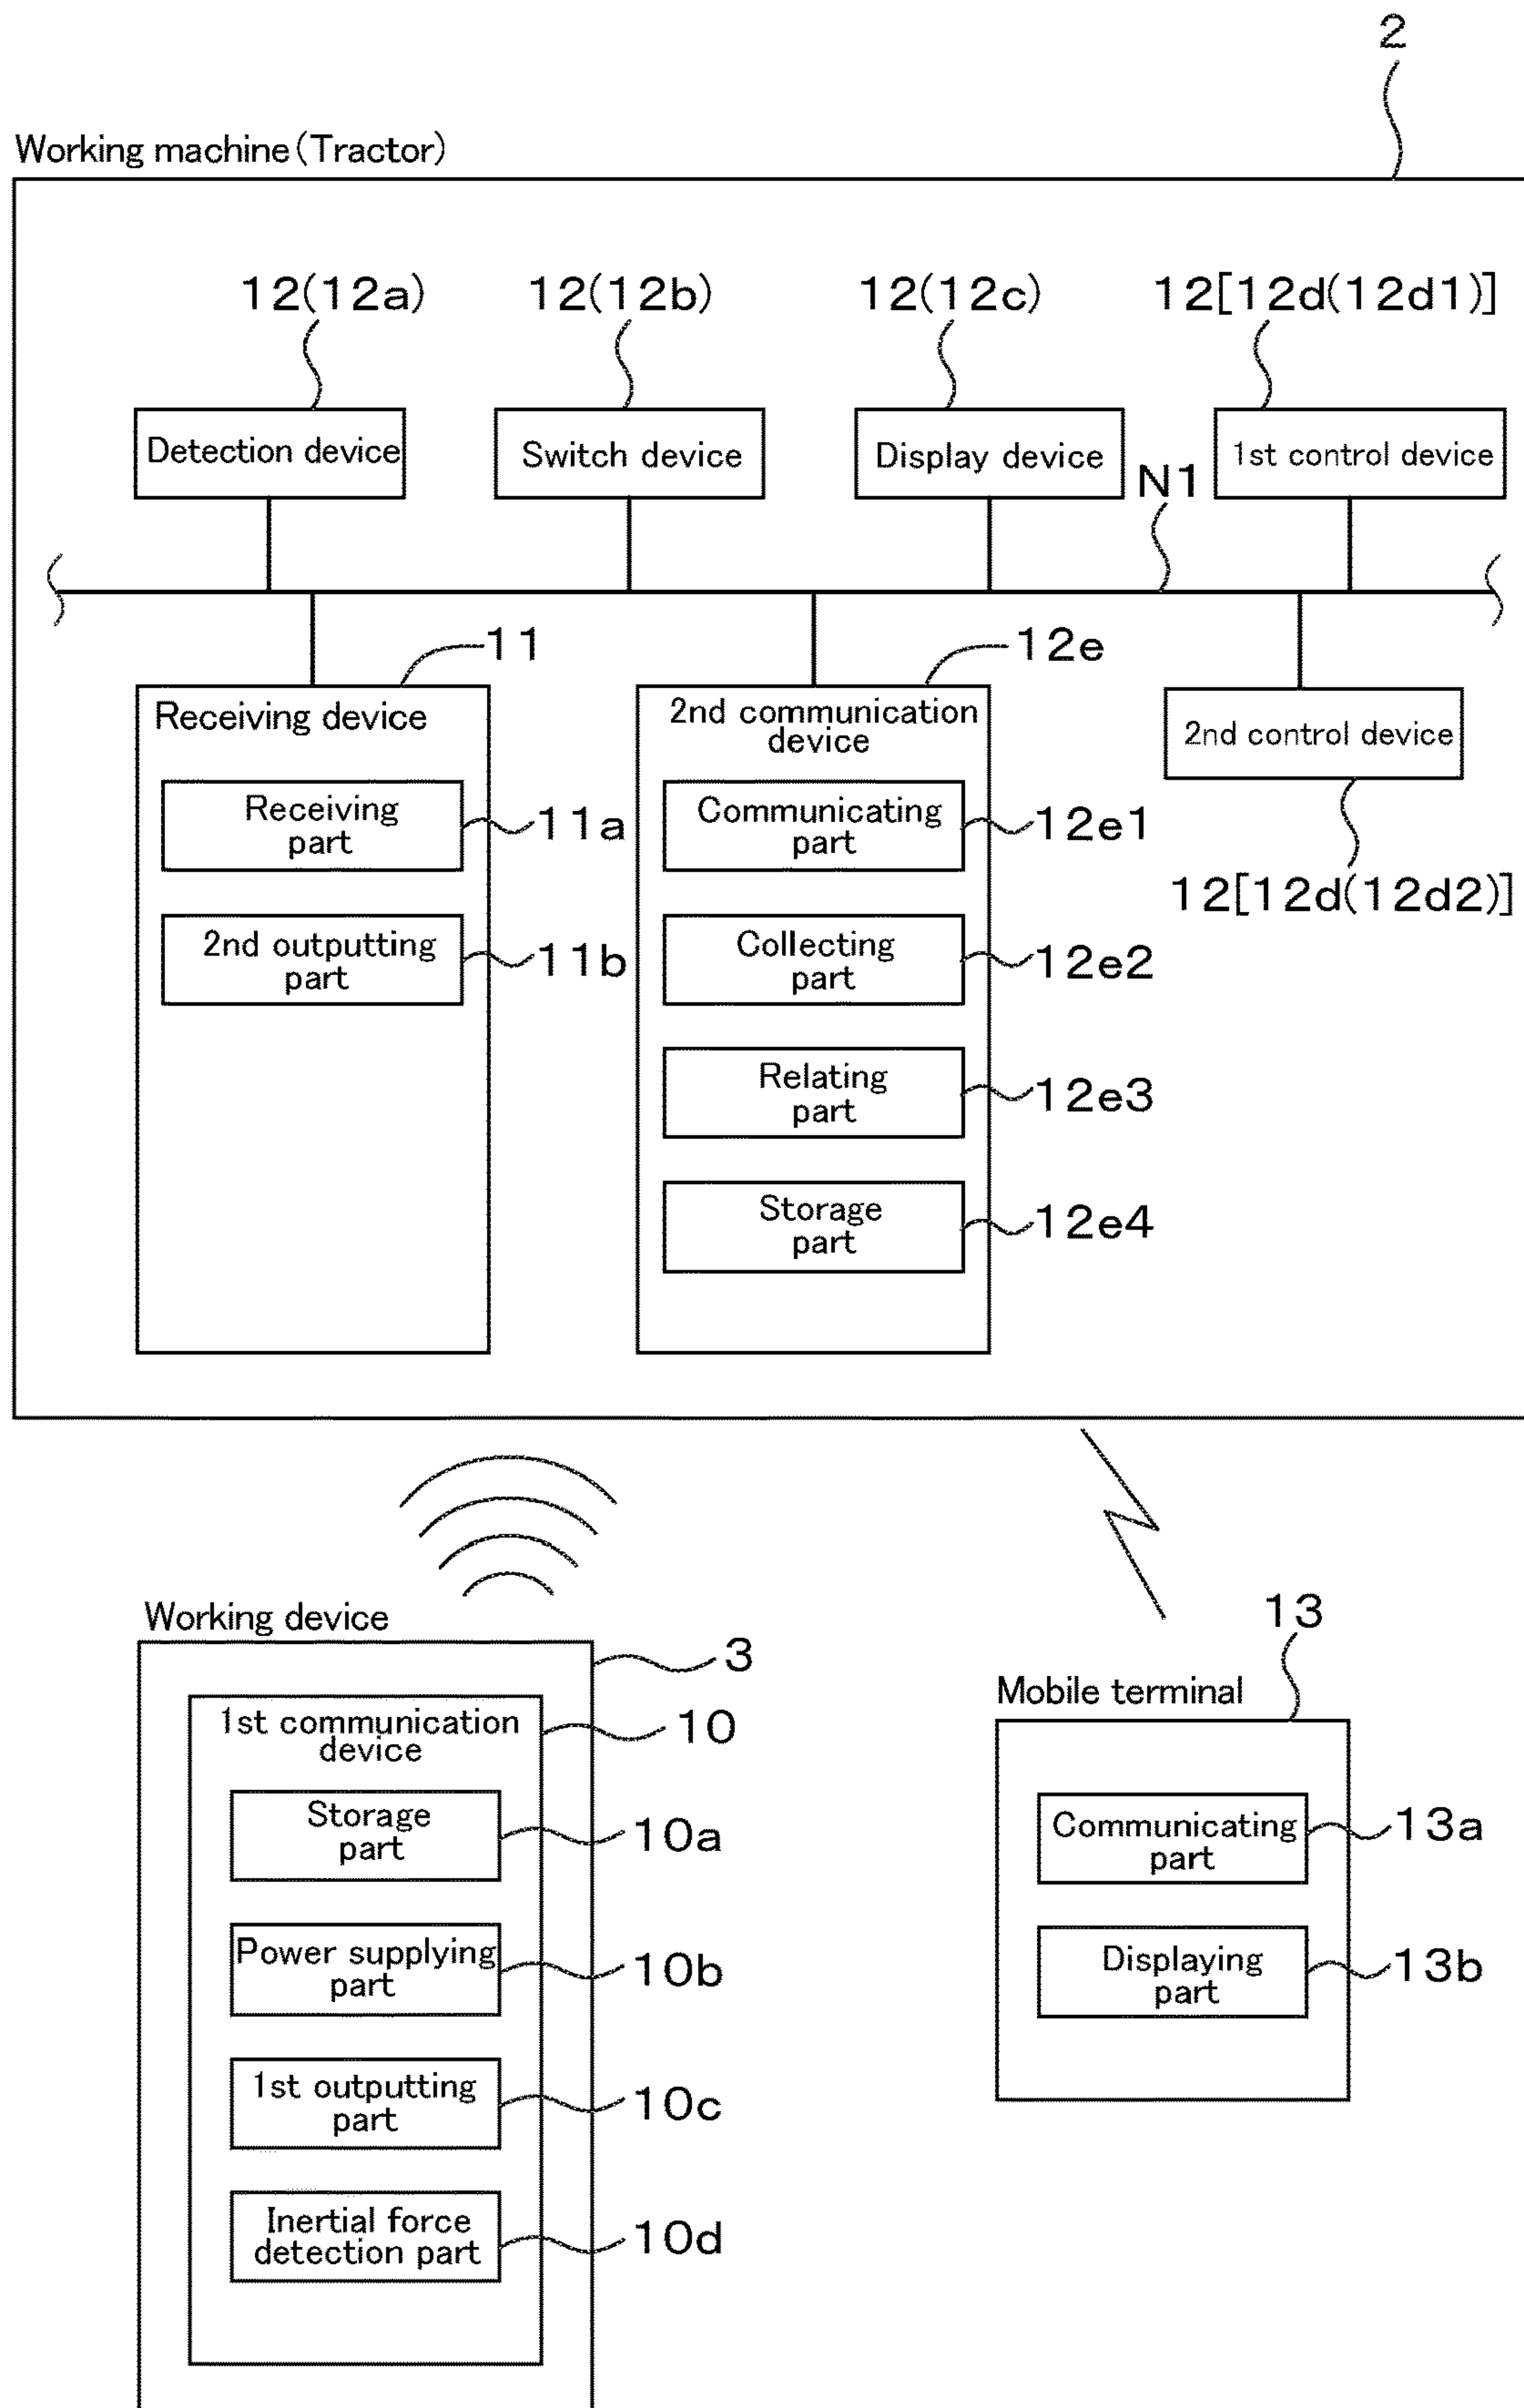 2
Working machine(Tractor)
12(12a)
12(12b)
12(12c)
12[12d(12d1)]
Detection device
Switch device
Display device
1st control device
N1
11
12e
Receiving device
2nd communication
device
2nd control device
Receiving
part
11a
Communicating
part
12e1
12[12d(12d2)]
2nd outputting
part
11b
Collecting
part
12e2
Relating
part
12e3
Storage
part
12e4
Working device
3
13
Mobile terminal
1st communication
device
10
Storage
part
10a
Communicating
part
13a
Power supplying
part
10b
Displaying
part
13b
1st outputting
part
10c
Inertial force
detection part
10d